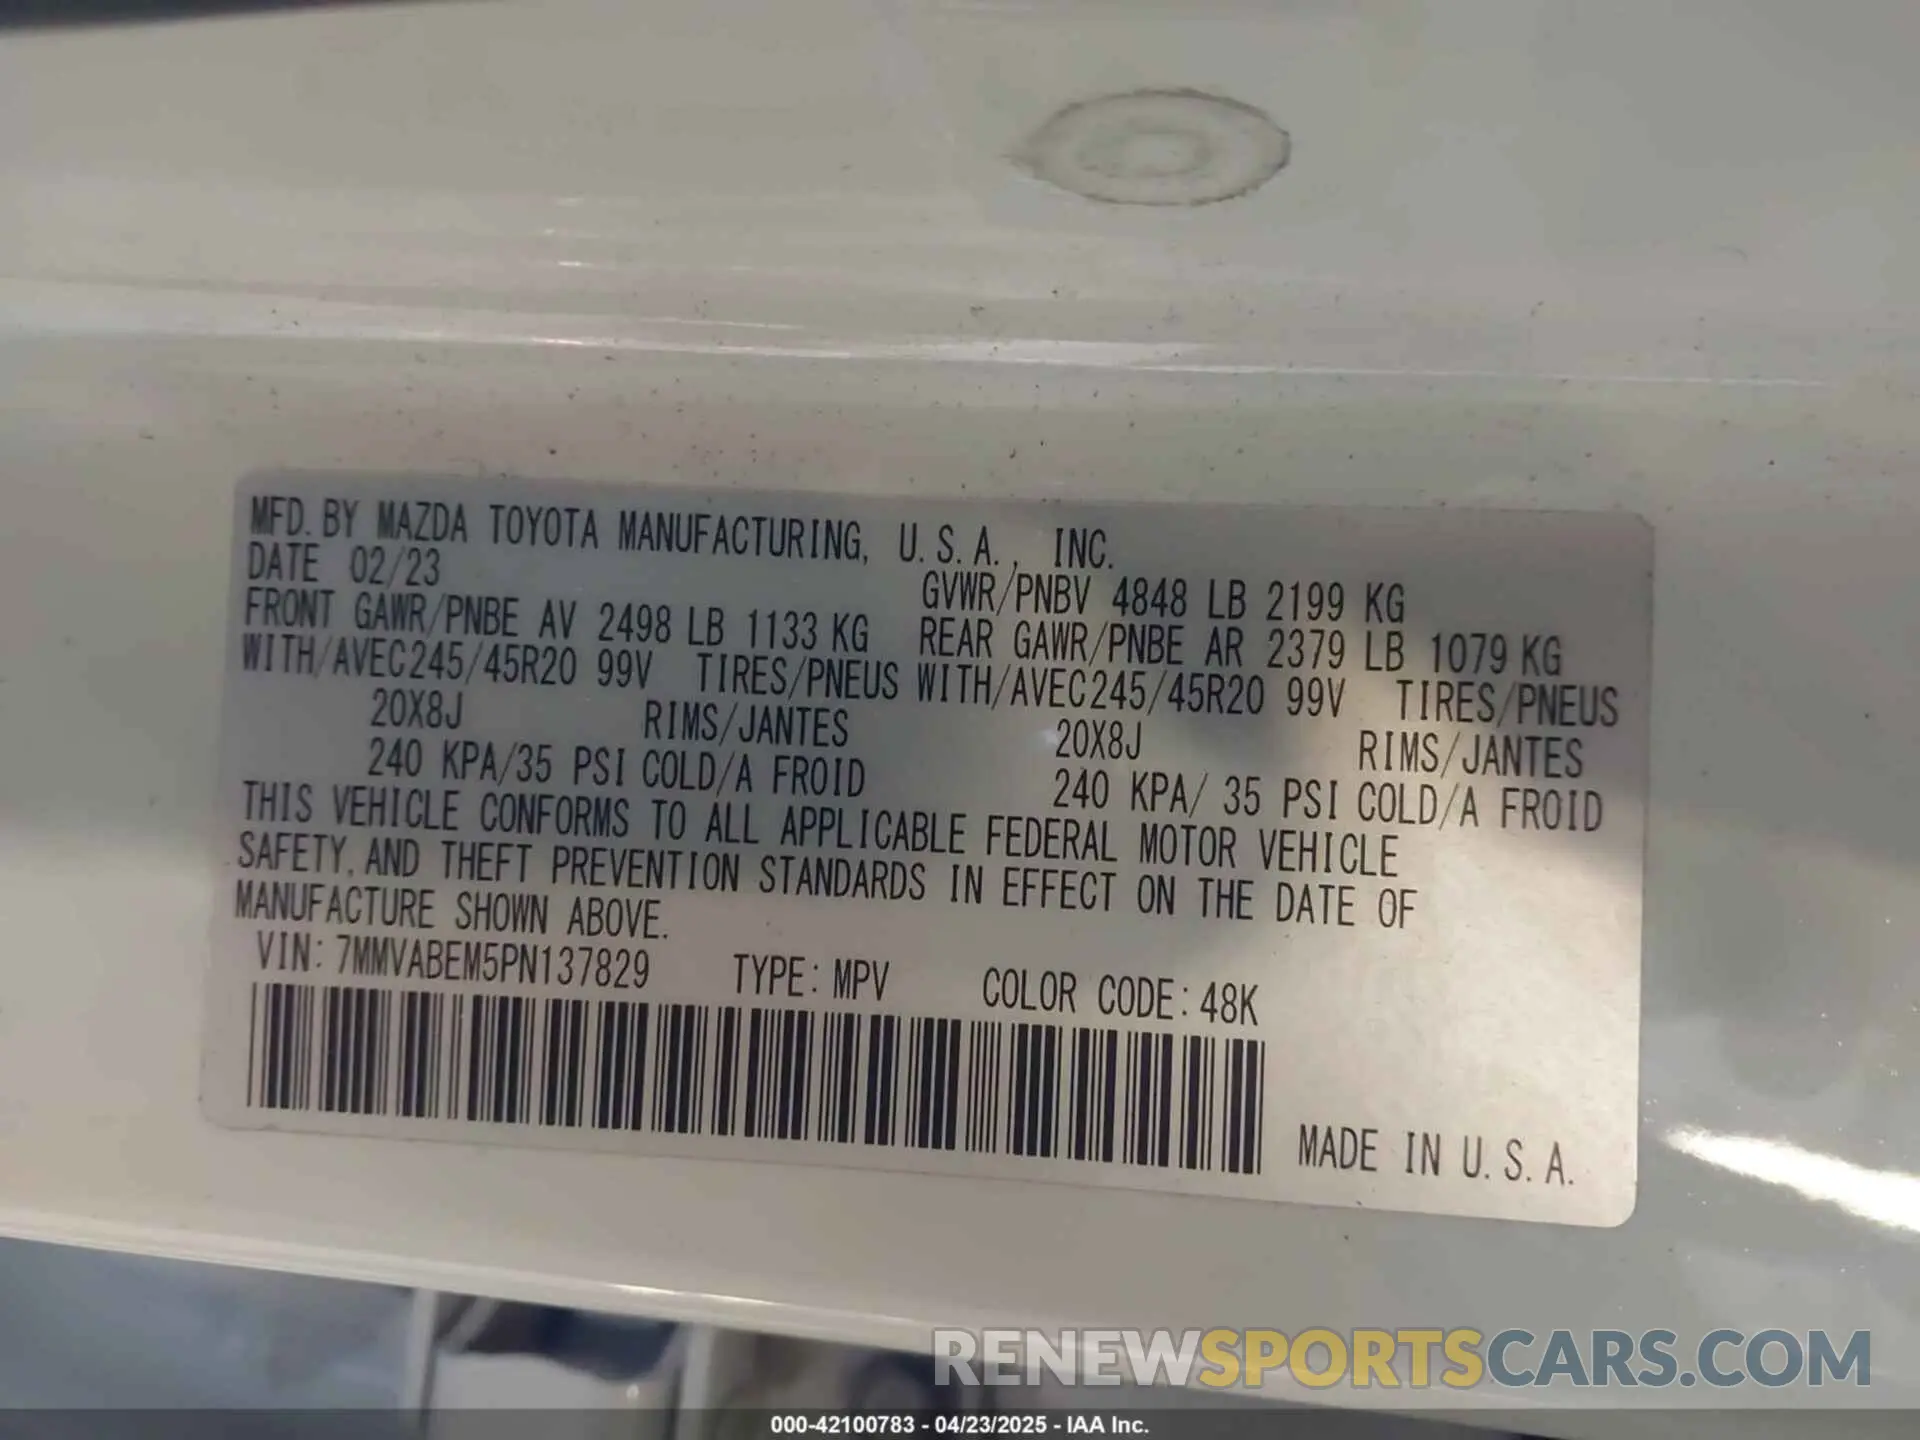 MFD. BY MAZDA TOYOTA MANUFACTURING, U.S.A., INC.
DATE 02/23 GVWR/PNBV 4848 LB 2199 KG
FRONT GAWR/PNBE AV 2498 LB 1133 KG REAR GAWR/PNBE AR 2379 LB 1079 KG
WITH/AVEC245/45R20 99V TIRES/PNEUS WITH/AVEC245/45R20 99V TIRES/PNEUS
20X8J RIMS/JANTES 20X8J RIMS/JANTES
240 KPA/35 PSI COLD/A FROID 240 KPA/ 35 PSI COLD/A FROID
THIS VEHICLE CONFORMS TO ALL APPLICABLE FEDERAL MOTOR VEHICLE
SAFETY, AND THEFT PREVENTION STANDARDS IN EFFECT ON THE DATE OF
MANUFACTURE SHOWN ABOVE.
VIN: 7MMVABEM5PN137829 TYPE: MPV COLOR CODE: 48K
MADE IN U.S.A.
RENEWSPORTSCARS.COM
000-42100783 - 04/23/2025 - IAA Inc.